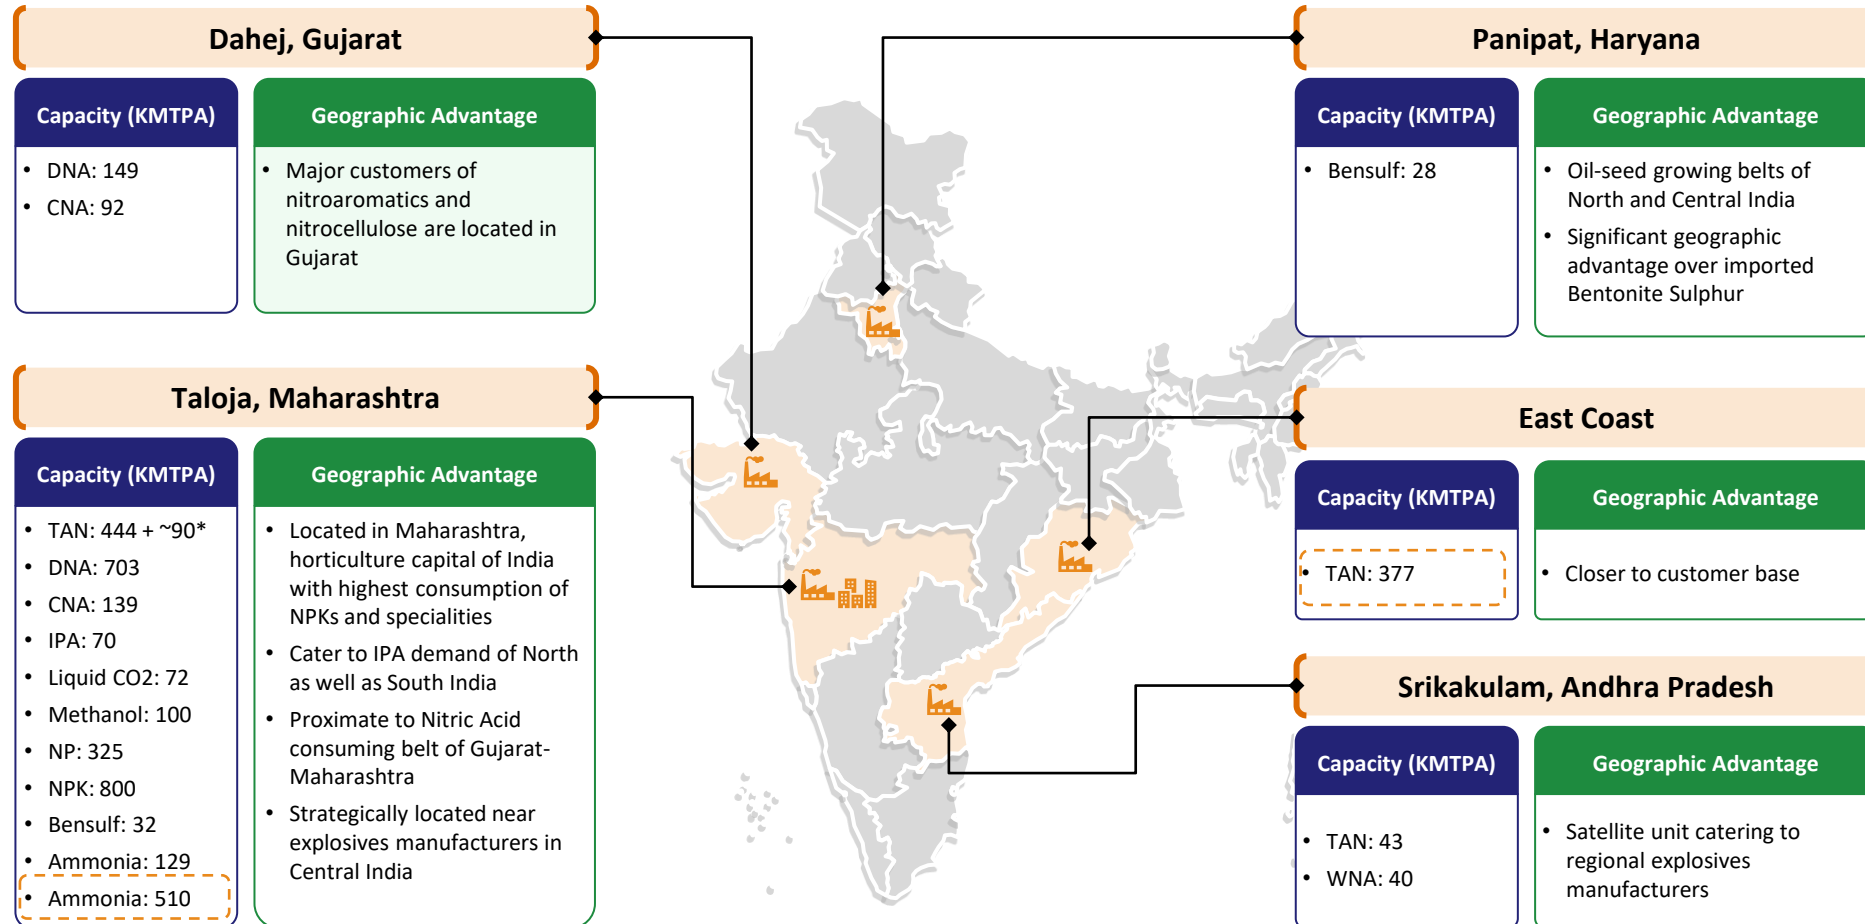 Dahej, Gujarat
Capacity (KMTPA)
• DNA: 149
• CNA: 92
Geographic Advantage
• Major customers of
nitroaromatics and
nitrocellulose are located in
Gujarat
Taloja, Maharashtra
Capacity (KMTPA)
• TAN: 444 + ~90*
• DNA: 703
• CNA: 139
• IPA: 70
• Liquid CO2: 72
• Methanol: 100
• NP: 325
• NPK: 800
• Bensulf: 32
• Ammonia: 129
• Ammonia: 510
Geographic Advantage
• Located in Maharashtra,
horticulture capital of India
with highest consumption of
NPKs and specialities
• Cater to IPA demand of North
as well as South India
• Proximate to Nitric Acid
consuming belt of Gujarat-
Maharashtra
• Strategically located near
explosives manufacturers in
Central India
Panipat, Haryana
Capacity (KMTPA)
• Bensulf: 28
Geographic Advantage
• Oil-seed growing belts of
North and Central India
• Significant geographic
advantage over imported
Bentonite Sulphur
East Coast
Capacity (KMTPA)
• TAN: 377
Geographic Advantage
• Closer to customer base
Srikakulam, Andhra Pradesh
Capacity (KMTPA)
• TAN: 43
• WNA: 40
Geographic Advantage
• Satellite unit catering to
regional explosives
manufacturers